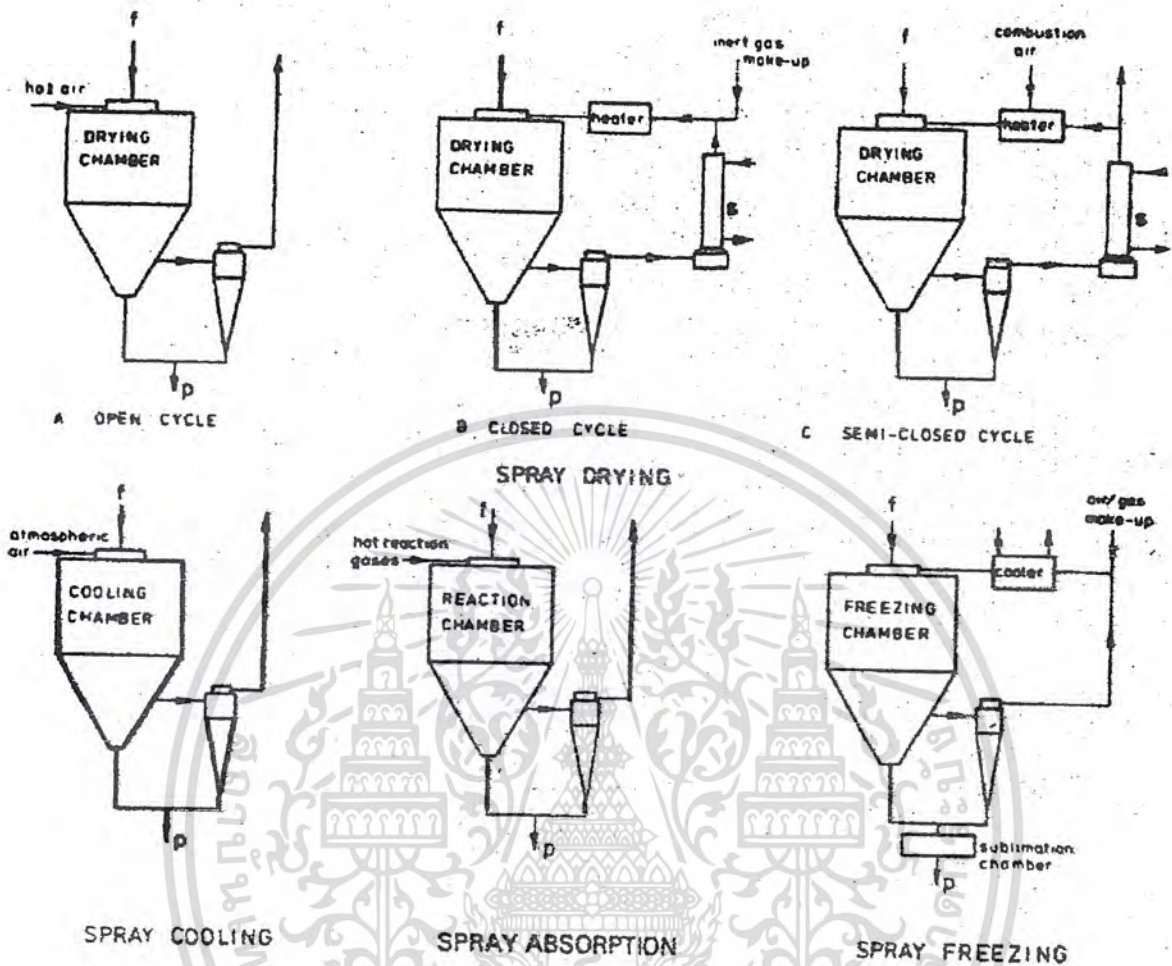 f
hot air
DRYING
CHAMBER
p
A OPEN CYCLE
f
inert gas
make-up
heater
DRYING
CHAMBER
g
p
B CLOSED CYCLE
f
combustion
air
heater
DRYING
CHAMBER
g
p
C SEMI-CLOSED CYCLE
SPRAY DRYING
f
atmospheric
air
COOLING
CHAMBER
p
SPRAY COOLING
f
hot reaction
gases
REACTION
CHAMBER
p
SPRAY ABSORPTION
f
air/gas
make-up
cooler
FREEZING
CHAMBER
sublimation
chamber
p
SPRAY FREEZING